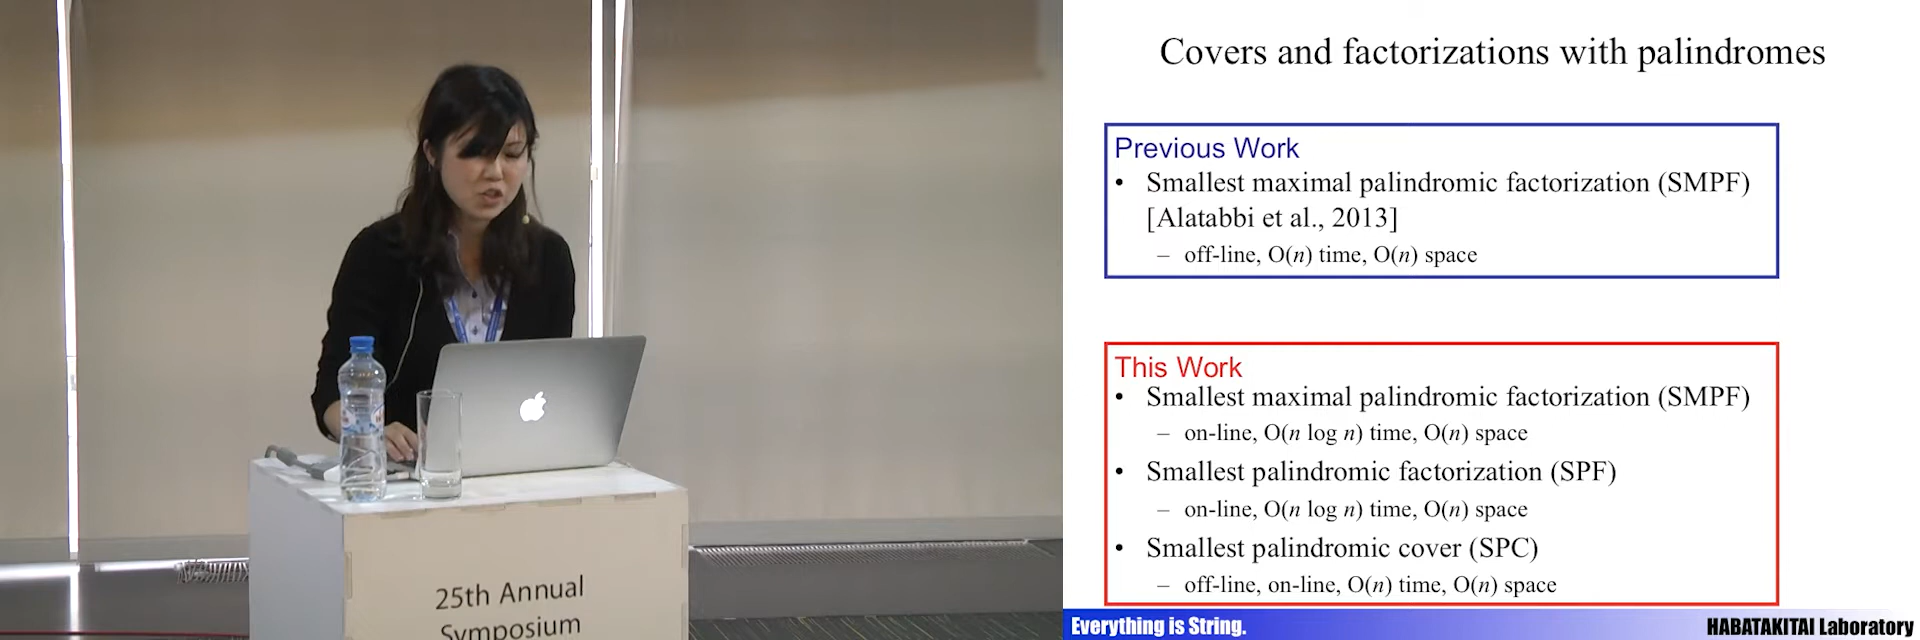 25th Annual
Symposium
Covers and factorizations with palindromes
Previous Work
• Smallest maximal palindromic factorization (SMPF)
[Alatabbi et al., 2013]
– off-line, O(n) time, O(n) space
This Work
• Smallest maximal palindromic factorization (SMPF)
– on-line, O(n log n) time, O(n) space
• Smallest palindromic factorization (SPF)
– on-line, O(n log n) time, O(n) space
• Smallest palindromic cover (SPC)
– off-line, on-line, O(n) time, O(n) space
Everything is String.
HABATAKITAI Laboratory